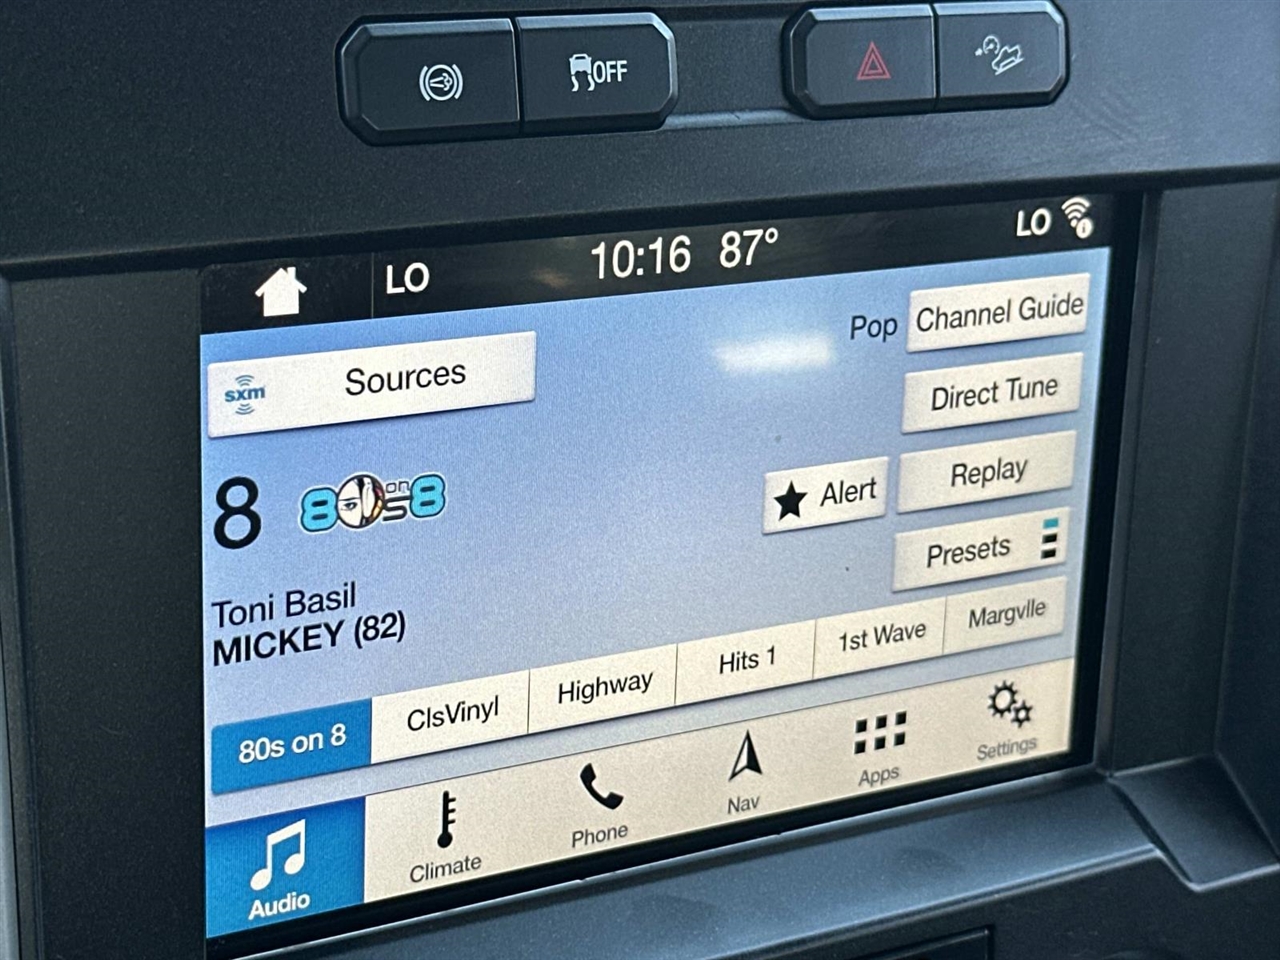 OFF
LO
10:16 87°
LO
sxm
Sources
Pop
Channel Guide
Direct Tune
8
80s on 8
Alert
Replay
Presets
Toni Basil
MICKEY (82)
80s on 8
ClsVinyl
Highway
Hits 1
1st Wave
Margvlle
Audio
Climate
Phone
Nav
Apps
Settings